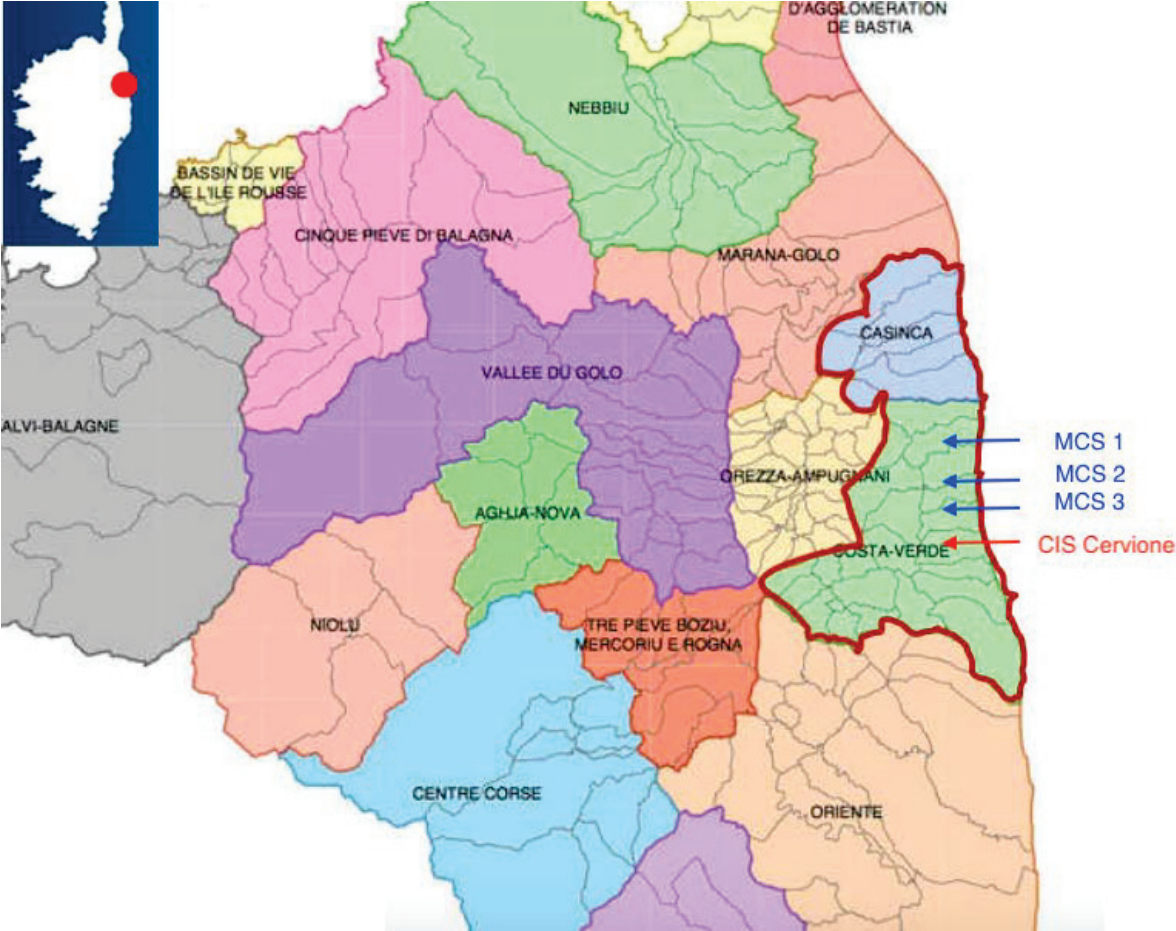 D'AGGLOMERATION
DE BASTIA
NEBBIU
BASSIN DE VIE
DE L'ILE ROUSSE
CINQUE PIEVE DI BALAGNA
MARANA-GOLO
CASINCA
VALLEE DU GOLO
ALVI-BALAGNE
MCS 1
OREZZA-AMPUGNANI
MCS 2
MCS 3
AGHJA-NOVA
COSTA-VERDE
CIS Cervione
NIOLU
TRE PIEVE BOZIU,
MERCORIU E ROGNA
CENTRE CORSE
ORIENTE